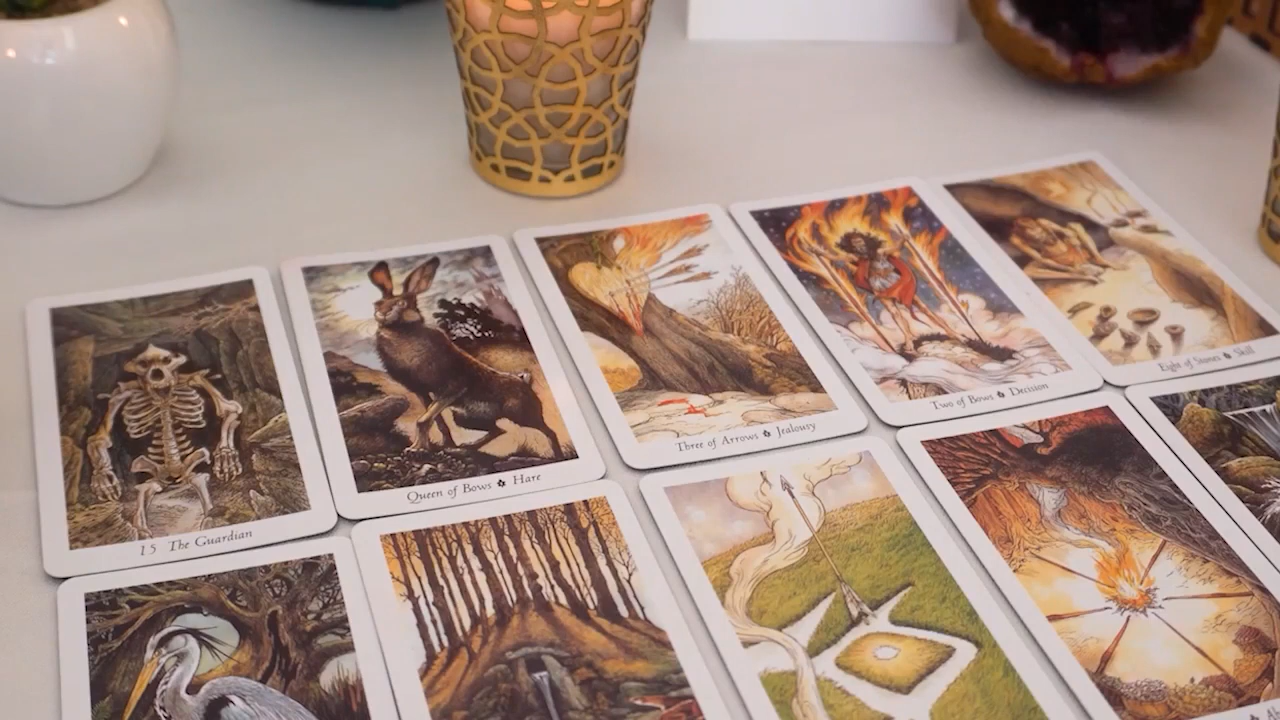 15 The Guardian
Queen of Bows Hare
Three of Arrows Jealousy
Two of Bows Decision
Eight of Stones Skill